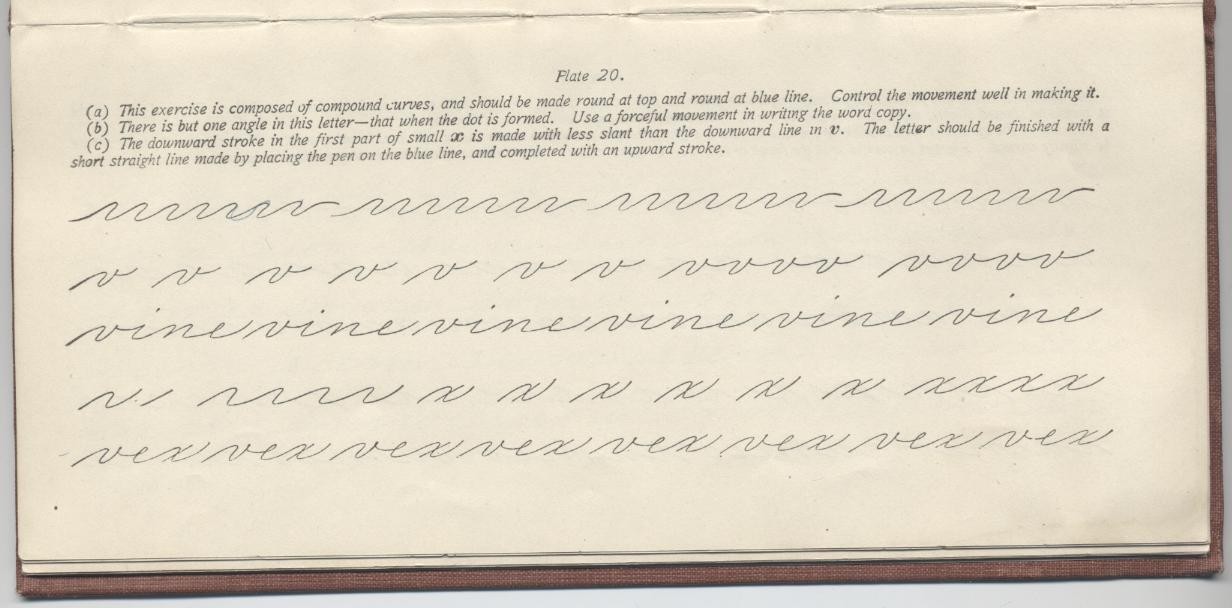 Plate 20.
(a) This exercise is composed of compound curves, and should be made round at top and round at blue line. Control the movement well in making it.
(b) There is but one angle in this letter—that when the dot is formed. Use a forceful movement in writing the word copy.
(c) The downward stroke in the first part of small x is made with less slant than the downward line in v. The letter should be finished with a
short straight line made by placing the pen on the blue line, and completed with an upward stroke.
v v v v v v v vvvv vvvv
vine vine vine vine vine vine
x x x x x x xxxx
vex vex vex vex vex vex vex vex